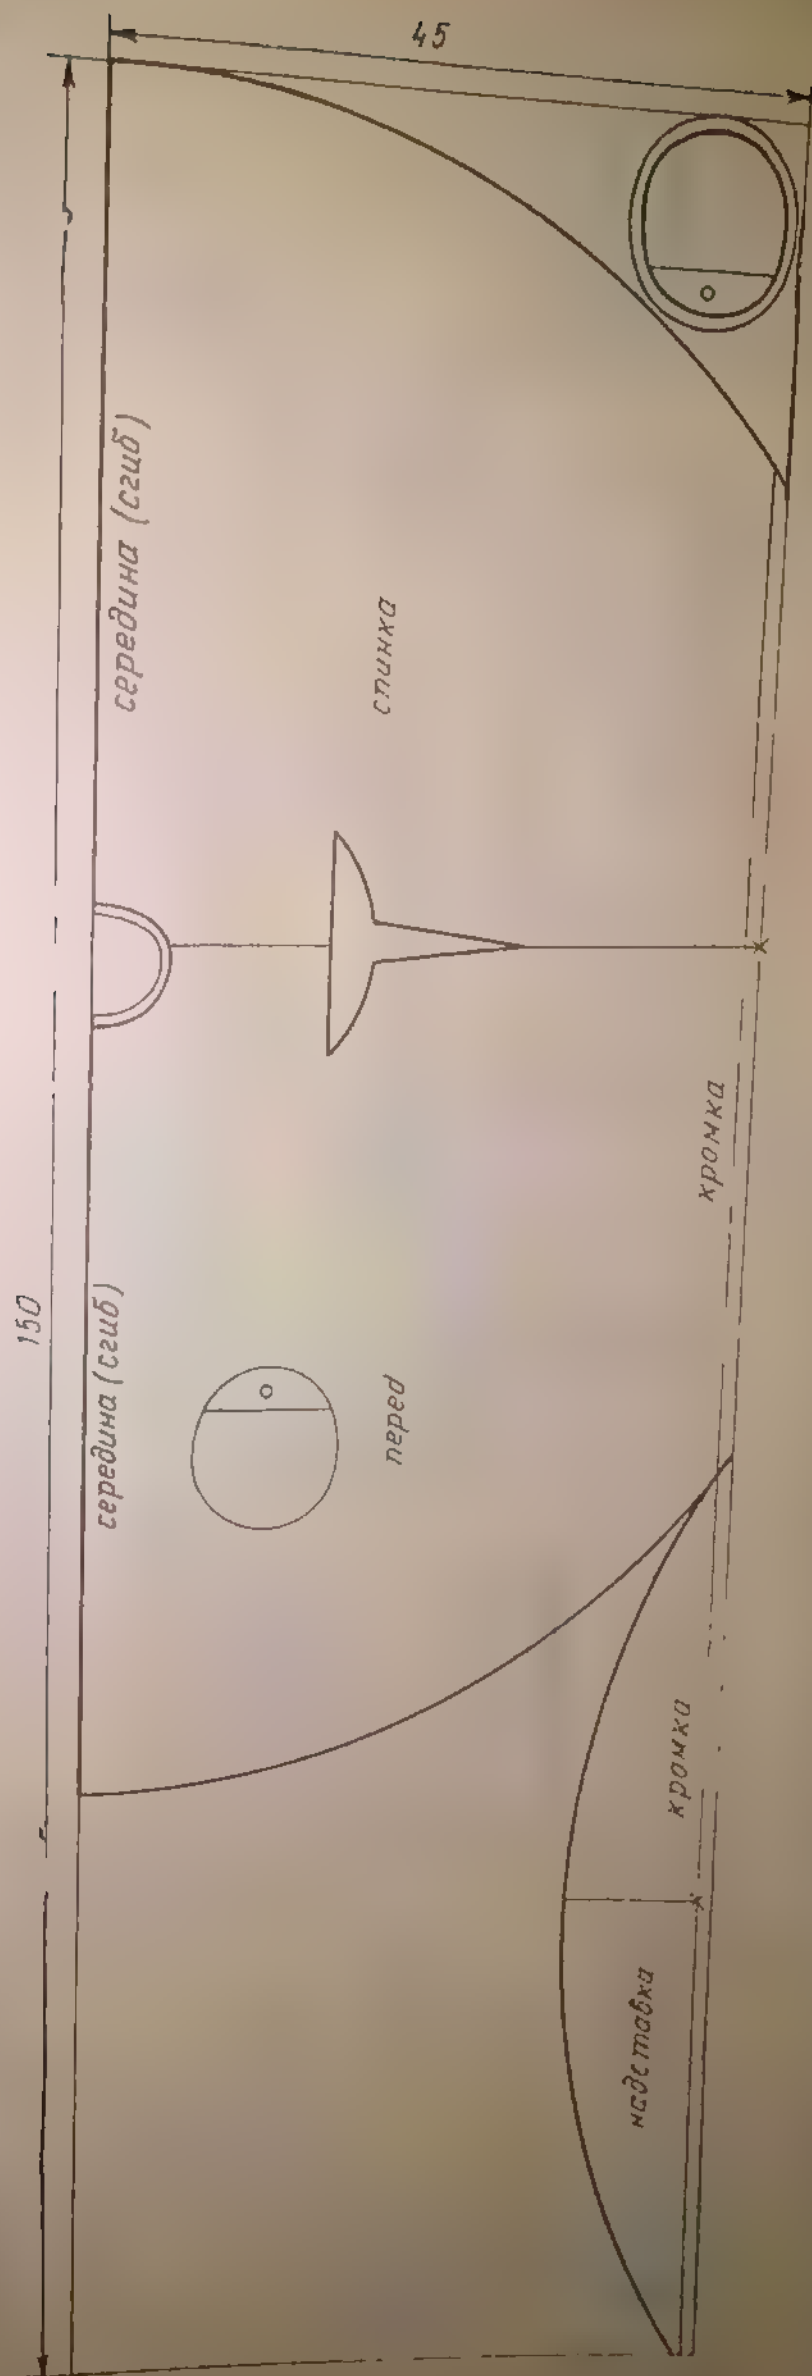 45
середина (сгиб)
спинка
кромка
150
середина (сгиб)
перед
кромка
надставка